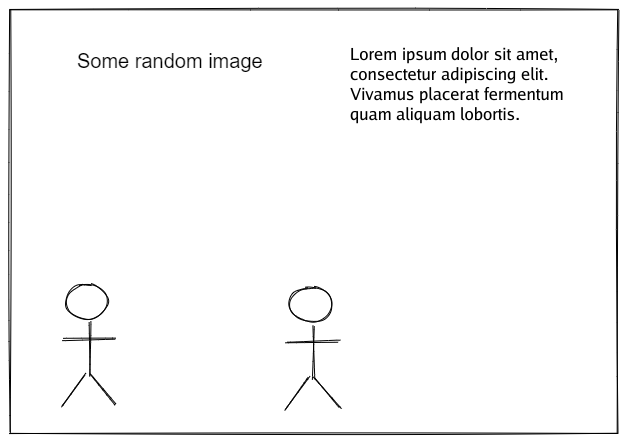 Some random image
Lorem ipsum dolor sit amet,
consectetur adipiscing elit.
Vivamus placerat fermentum
quam aliquam lobortis.